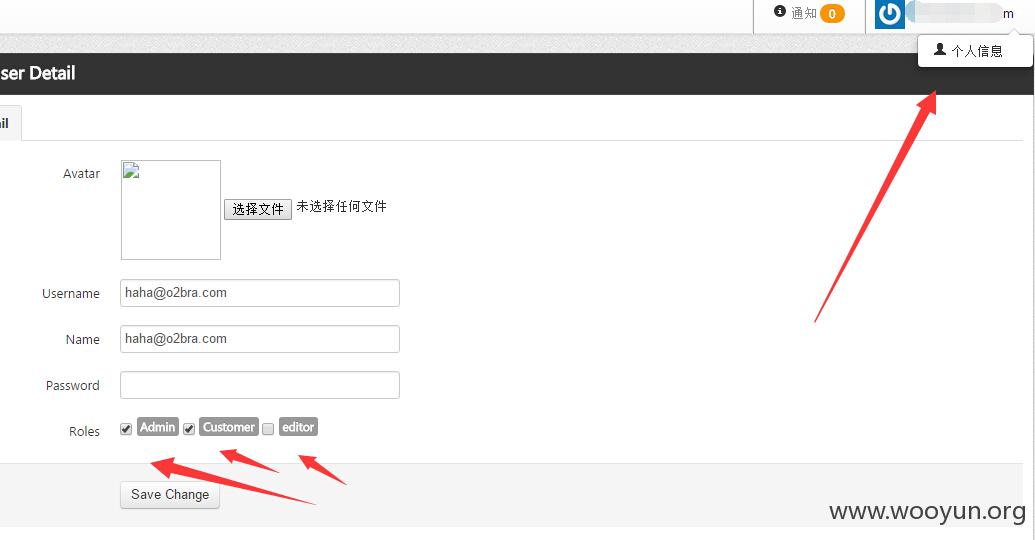 通知 0
m
个人信息
ser Detail
il
Avatar
选择文件 未选择任何文件
Username haha@o2bra.com
Name haha@o2bra.com
Password
Roles Admin Customer editor
Save Change
www.wooyun.org